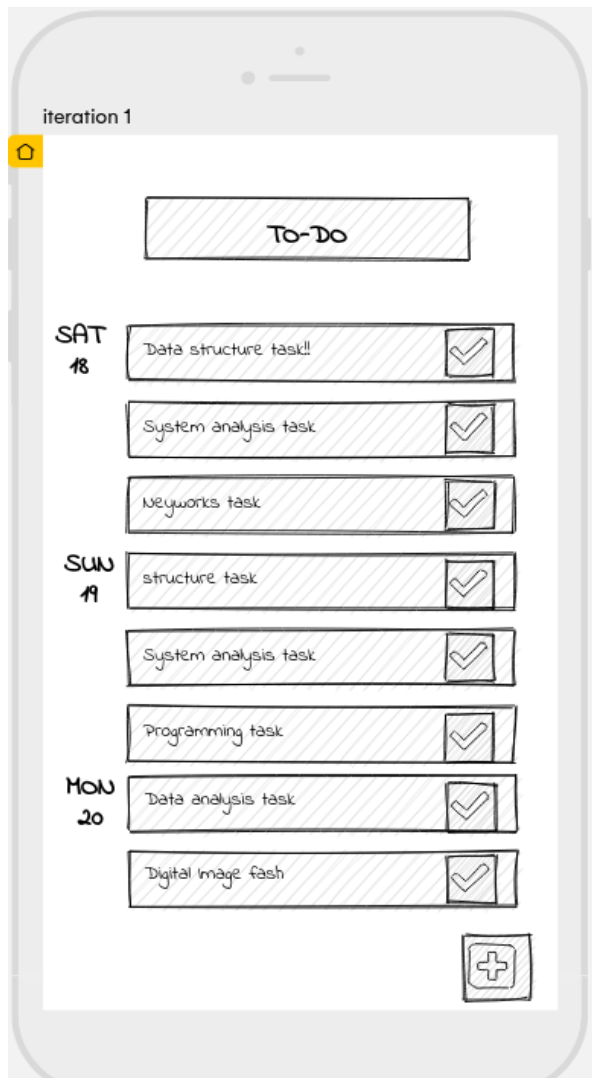 iteration 1
TO-DO
SAT
18
Data structure task!!
System analysis task
Neyworks task
SUN
19
structure task
System analysis task
Programming task
MON
20
Data analysis task
Digital Image fash